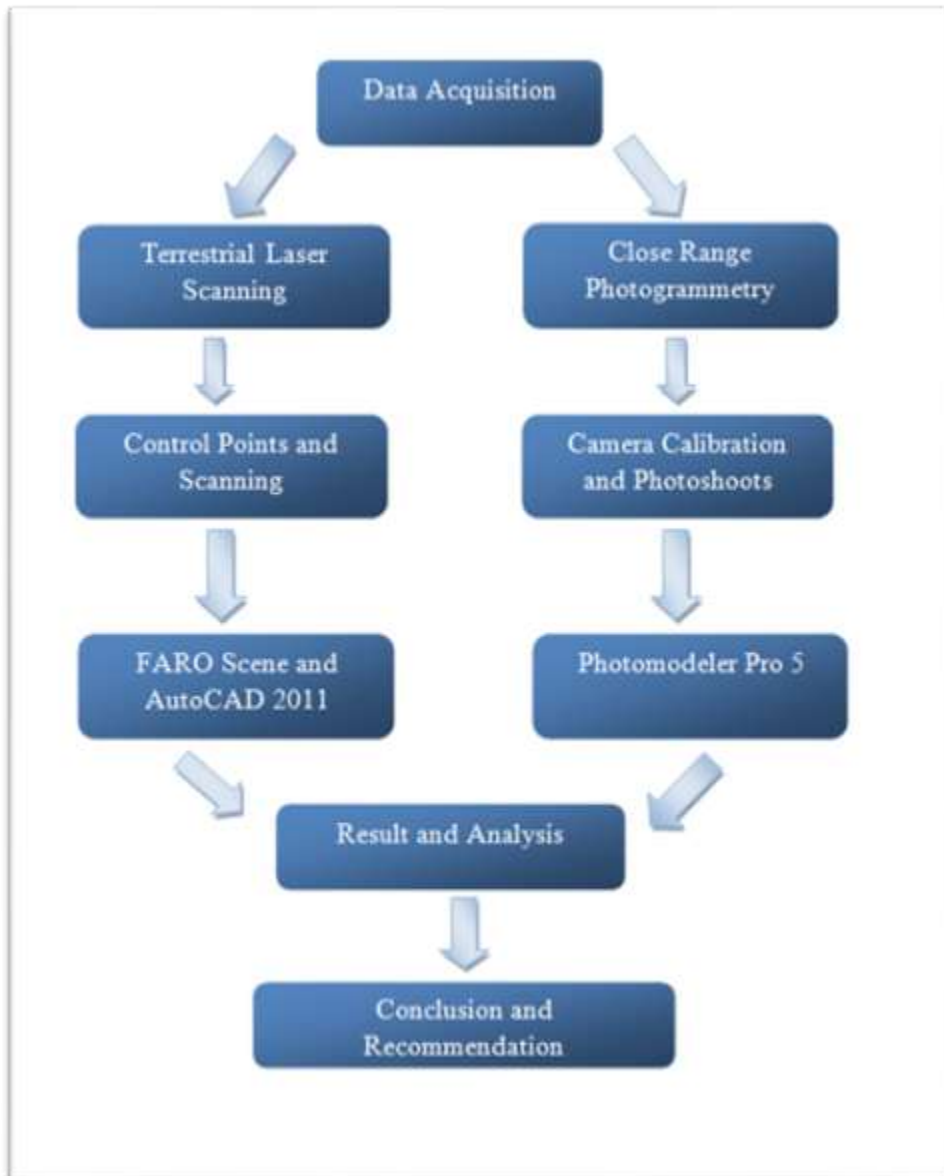 Data Acquisition
Terrestrial Laser
Scanning
Close Range
Photogrammetry
Control Points and
Scanning
Camera Calibration
and Photoshoots
FARO Scene and
AutoCAD 2011
Photomodeler Pro 5
Result and Analysis
Conclusion and
Recommendation